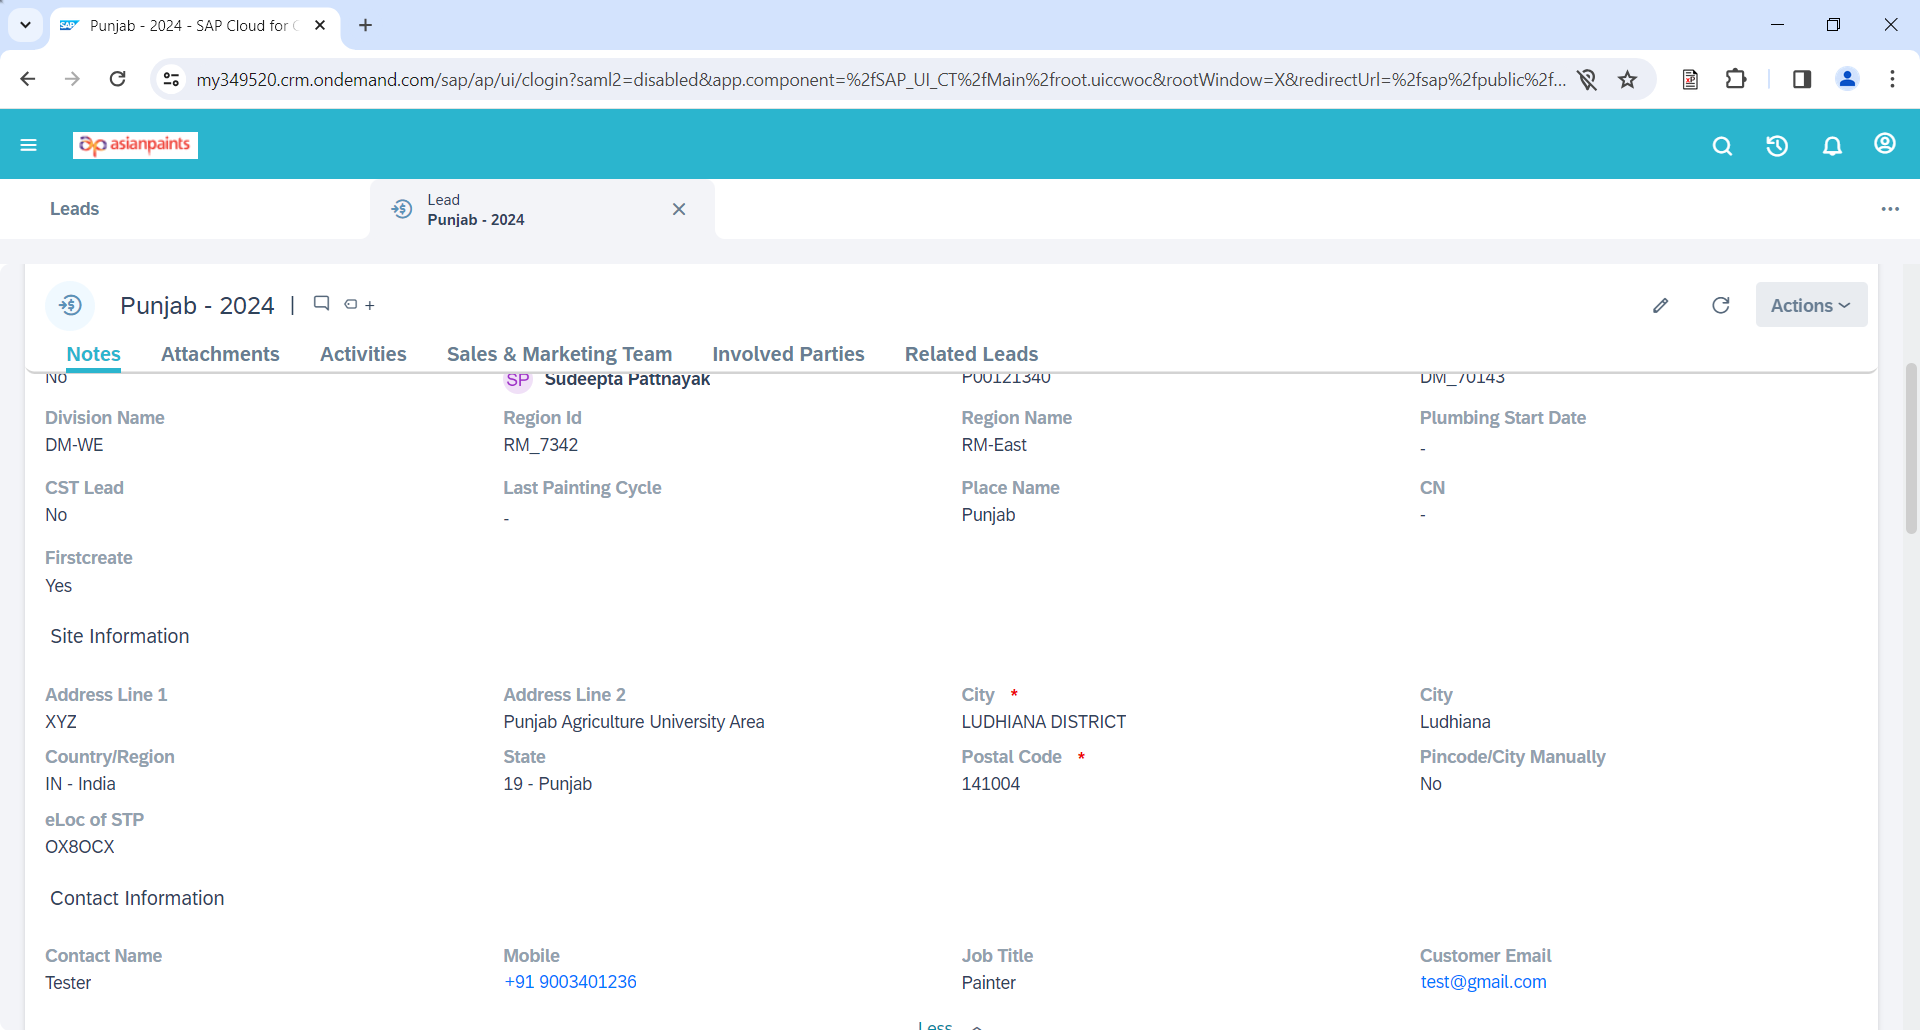 Punjab - 2024 - SAP Cloud for C
my349520.crm.ondemand.com/sap/ap/ui/clogin?saml2=disabled&app.component=%2fSAP_UI_CT%2fMain%2froot.uiccwoc&rootWindow=X&redirectUrl=%2fsap%2fpublic%2f...
asianpaints
Leads
Lead
Punjab - 2024
Punjab - 2024 |
Actions
Notes Attachments Activities Sales & Marketing Team Involved Parties Related Leads
No SP Sudeepta Pattnayak P00121340 DM_70143
Division Name Region Id Region Name Plumbing Start Date
DM-WE RM_7342 RM-East -
CST Lead Last Painting Cycle Place Name CN
No - Punjab -
Firstcreate
Yes
Site Information
Address Line 1 Address Line 2 City * City
XYZ Punjab Agriculture University Area LUDHIANA DISTRICT Ludhiana
Country/Region State Postal Code * Pincode/City Manually
IN - India 19 - Punjab 141004 No
eLoc of STP
OX8OCX
Contact Information
Contact Name Mobile Job Title Customer Email
Tester +91 9003401236 Painter test@gmail.com
Less